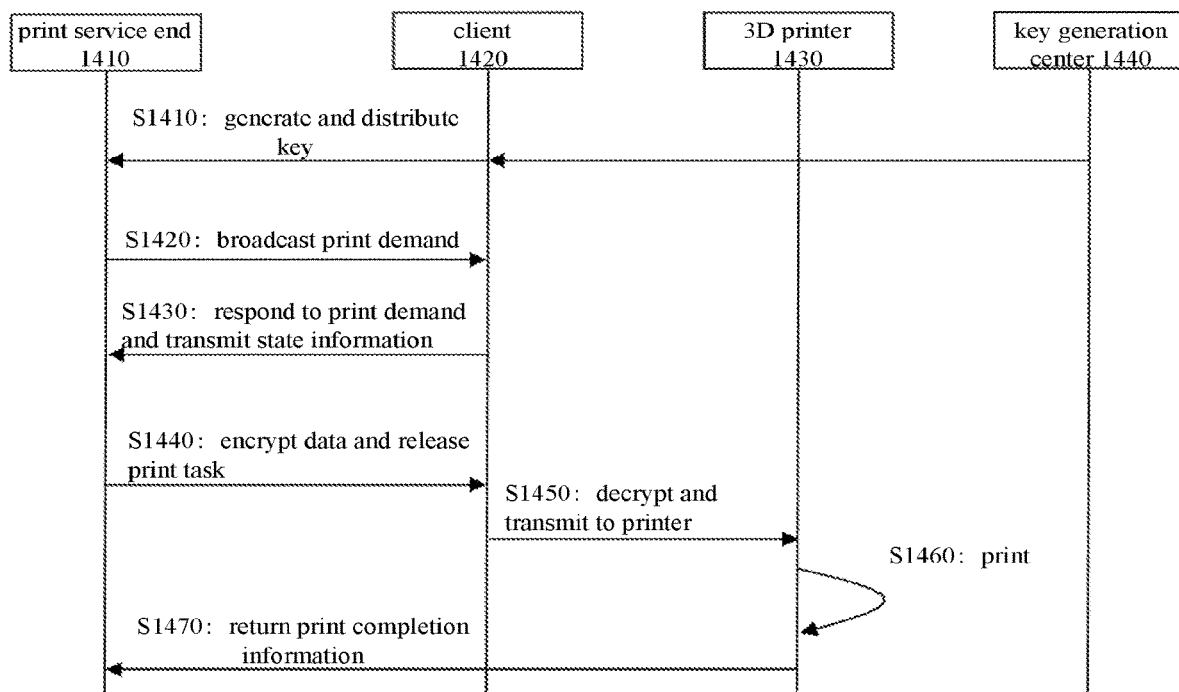 print service end
1410
client
1420
3D printer
1430
key generation
center 1440
S1410: generate and distribute
key
S1420: broadcast print demand
S1430: respond to print demand
and transmit state information
S1440: encrypt data and release
print task
S1450: decrypt and
transmit to printer
S1460: print
S1470: return print completion
information